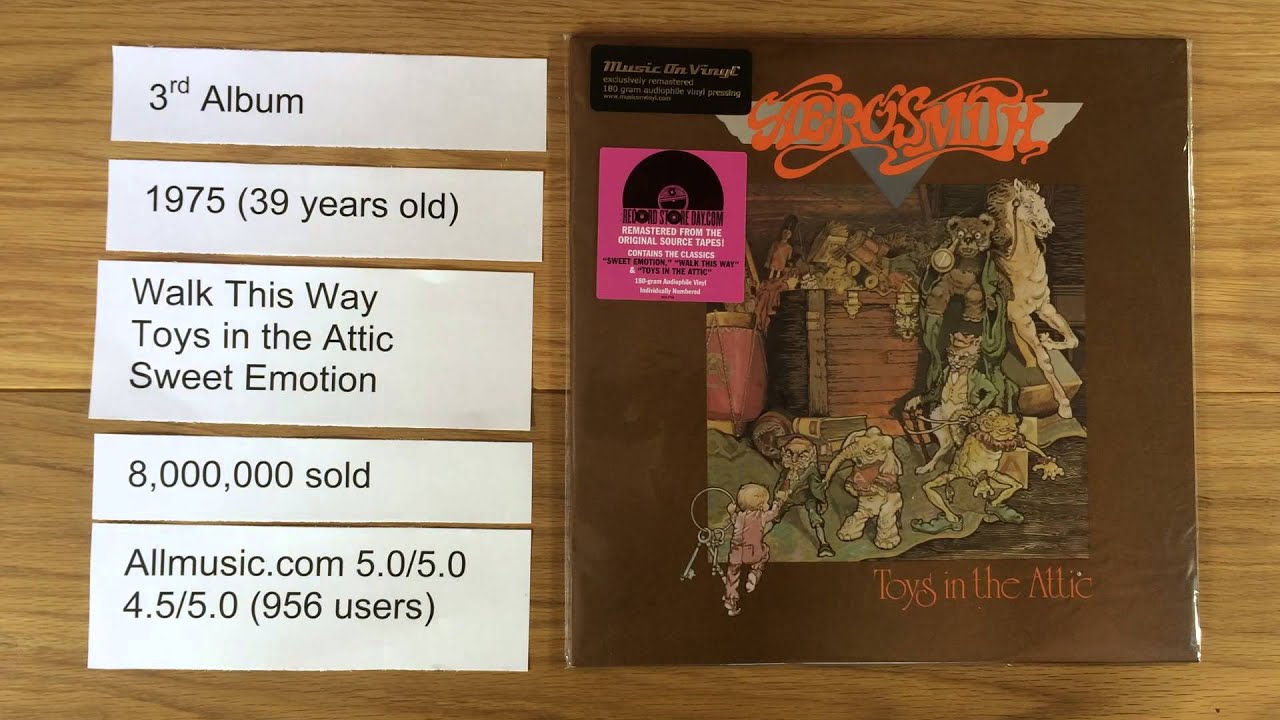 3rd Album
1975 (39 years old)
Walk This Way
Toys in the Attic
Sweet Emotion
8,000,000 sold
Allmusic.com 5.0/5.0
4.5/5.0 (956 users)
Music On Vinyl
exclusively remastered
180 gram audiophile vinyl pressing
www.musiconvinyl.com
AEROSMITH
RECORD STORE DAY.COM
REMASTERED FROM THE
ORIGINAL SOURCE TAPES!
CONTAINS THE CLASSICS
"SWEET EMOTION," "WALK THIS WAY"
& "TOYS IN THE ATTIC"
180-gram Audiophile Vinyl
Individually Numbered
Toys in the Attic